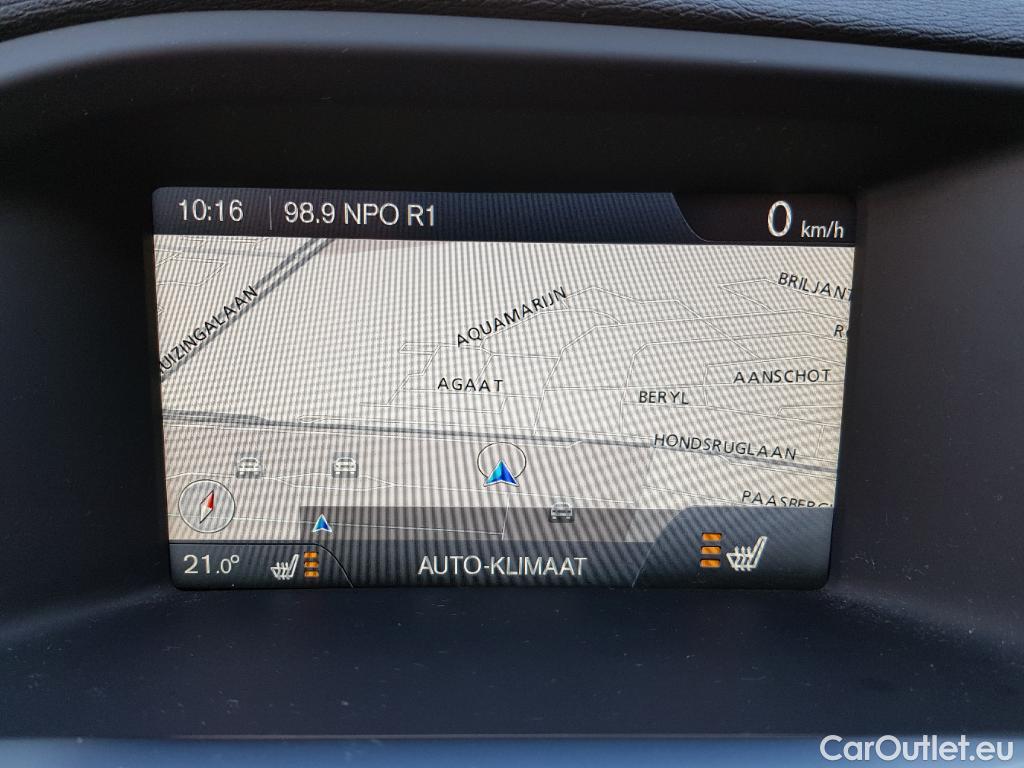 10:16 98.9 NPO R1 0 km/h
BRILJANT
AQUAMARIJN
AGAAT
AANSCHOT
BERYL
HONDSRUGLAAN
21.0° AUTO-KLIMAAT
CarOutlet.eu